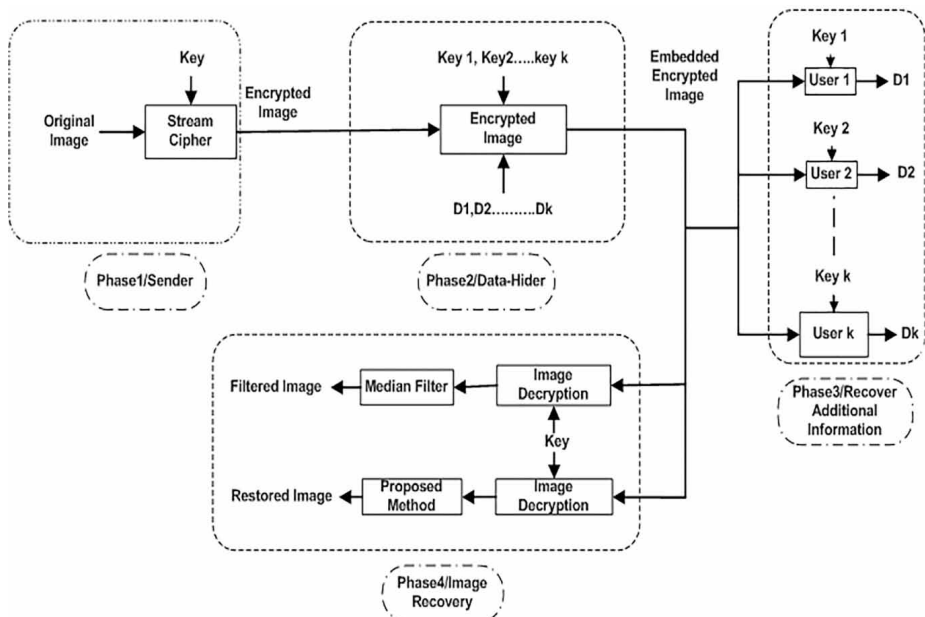 Key
Original
Image
Stream
Cipher
Encrypted
Image
Phase1/Sender
Key 1, Key2.....key k
Encrypted
Image
D1,D2.........Dk
Phase2/Data-Hider
Embedded
Encrypted
Image
Key 1
User 1
D1
Key 2
User 2
D2
Key k
User k
Dk
Phase3/Recover
Additional
Information
Filtered Image
Median Filter
Image
Decryption
Key
Restored Image
Proposed
Method
Image
Decryption
Phase4/Image
Recovery